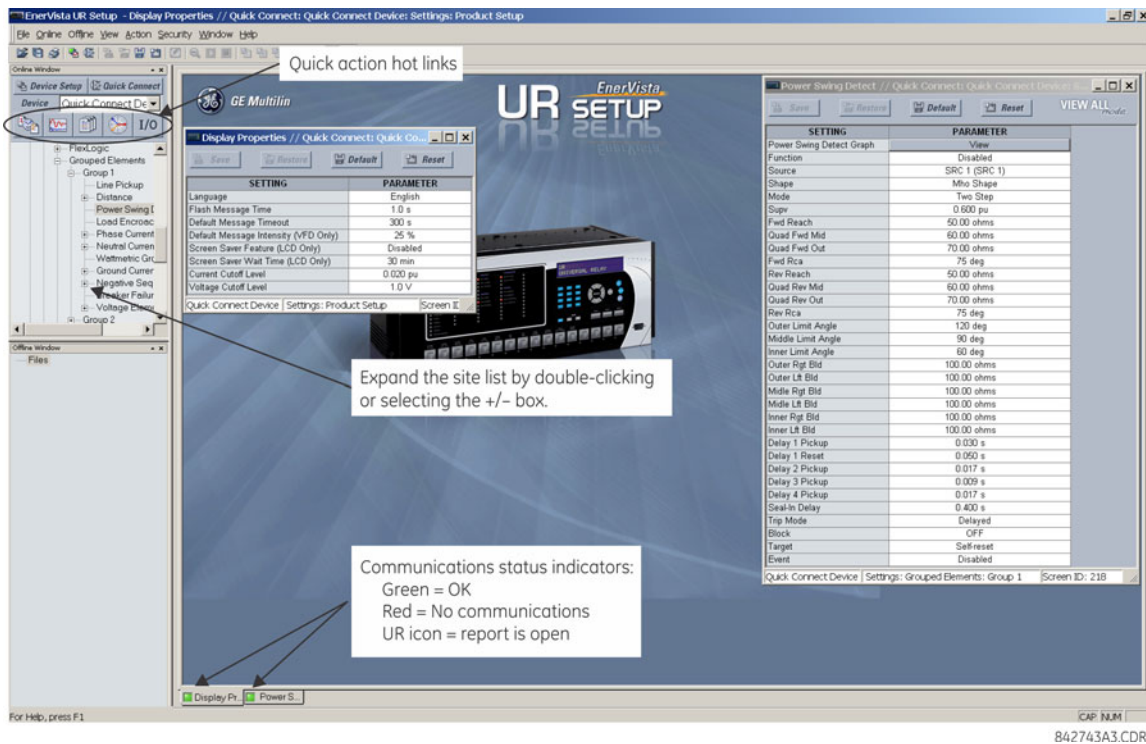 EnerVista UR Setup - Display Properties // Quick Connect: Quick Connect Device: Settings: Product Setup
File Online Offline View Action Security Window Help
Online Window
Device Setup Quick Connect
Device Quick Connect De
I/O
FlexLogic
Grouped Elements
Group 1
Line Pickup
Distance
Power Swing D
Load Encroac
Phase Current
Neutral Curren
Wattmetric Gro
Ground Currer
Negative Seq
Breaker Failur
Voltage Eleme
Group 2
Offline Window
Files
Quick action hot links
GE Multilin
EnerVista
UR SETUP
Display Properties // Quick Connect: Quick Co...
Save Restore Default Reset
SETTING PARAMETER
Language English
Flash Message Time 1.0 s
Default Message Timeout 300 s
Default Message Intensity (VFD Only) 25 %
Screen Saver Feature (LCD Only) Disabled
Screen Saver Wait Time (LCD Only) 30 min
Current Cutoff Level 0.020 pu
Voltage Cutoff Level 1.0 V
Quick Connect Device Settings: Product Setup Screen ID
UR
UNIVERSAL RELAY
Expand the site list by double-clicking
or selecting the +/– box.
Communications status indicators:
Green = OK
Red = No communications
UR icon = report is open
Power Swing Detect // Quick Connect: Quick Connect Device: S...
Save Restore Default Reset VIEW ALL mode
SETTING PARAMETER
Power Swing Detect Graph View
Function Disabled
Source SRC 1 (SRC 1)
Shape Mho Shape
Mode Two Step
Supv 0.600 pu
Fwd Reach 50.00 ohms
Quad Fwd Mid 60.00 ohms
Quad Fwd Out 70.00 ohms
Fwd Rca 75 deg
Rev Reach 50.00 ohms
Quad Rev Mid 60.00 ohms
Quad Rev Out 70.00 ohms
Rev Rca 75 deg
Outer Limit Angle 120 deg
Middle Limit Angle 90 deg
Inner Limit Angle 60 deg
Outer Rgt Bld 100.00 ohms
Outer Lft Bld 100.00 ohms
Midle Rgt Bld 100.00 ohms
Midle Lft Bld 100.00 ohms
Inner Rgt Bld 100.00 ohms
Inner Lft Bld 100.00 ohms
Delay 1 Pickup 0.030 s
Delay 1 Reset 0.050 s
Delay 2 Pickup 0.017 s
Delay 3 Pickup 0.009 s
Delay 4 Pickup 0.017 s
Seal-In Delay 0.400 s
Trip Mode Delayed
Block OFF
Target Self-reset
Event Disabled
Quick Connect Device Settings: Grouped Elements: Group 1 Screen ID: 218
Display Pr... Power S...
For Help, press F1
CAP NUM
842743A3.CDR